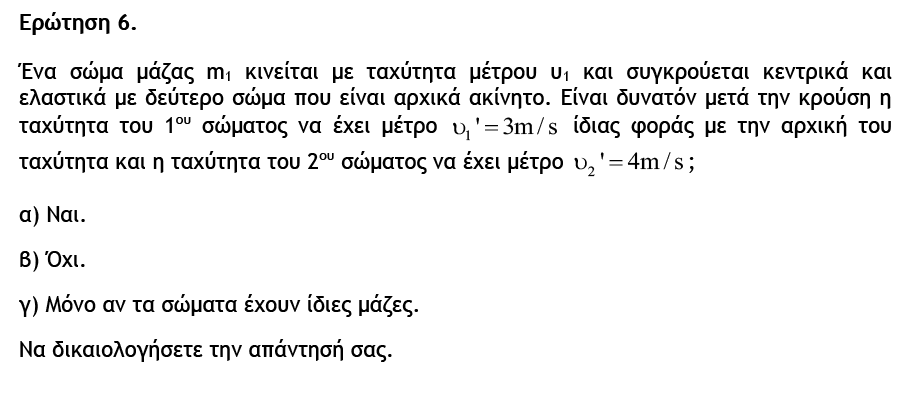 Ερώτηση 6.
Ένα σώμα μάζας m₁ κινείται με ταχύτητα μέτρου υ₁ και συγκρούεται κεντρικά και
ελαστικά με δεύτερο σώμα που είναι αρχικά ακίνητο. Είναι δυνατόν μετά την κρούση η
ταχύτητα του 1ου σώματος να έχει μέτρο υ₁'=3m/s ίδιας φοράς με την αρχική του
ταχύτητα και η ταχύτητα του 2ου σώματος να έχει μέτρο υ₂'=4m/s;
α) Ναι.
β) Όχι.
γ) Μόνο αν τα σώματα έχουν ίδιες μάζες.
Να δικαιολογήσετε την απάντησή σας.